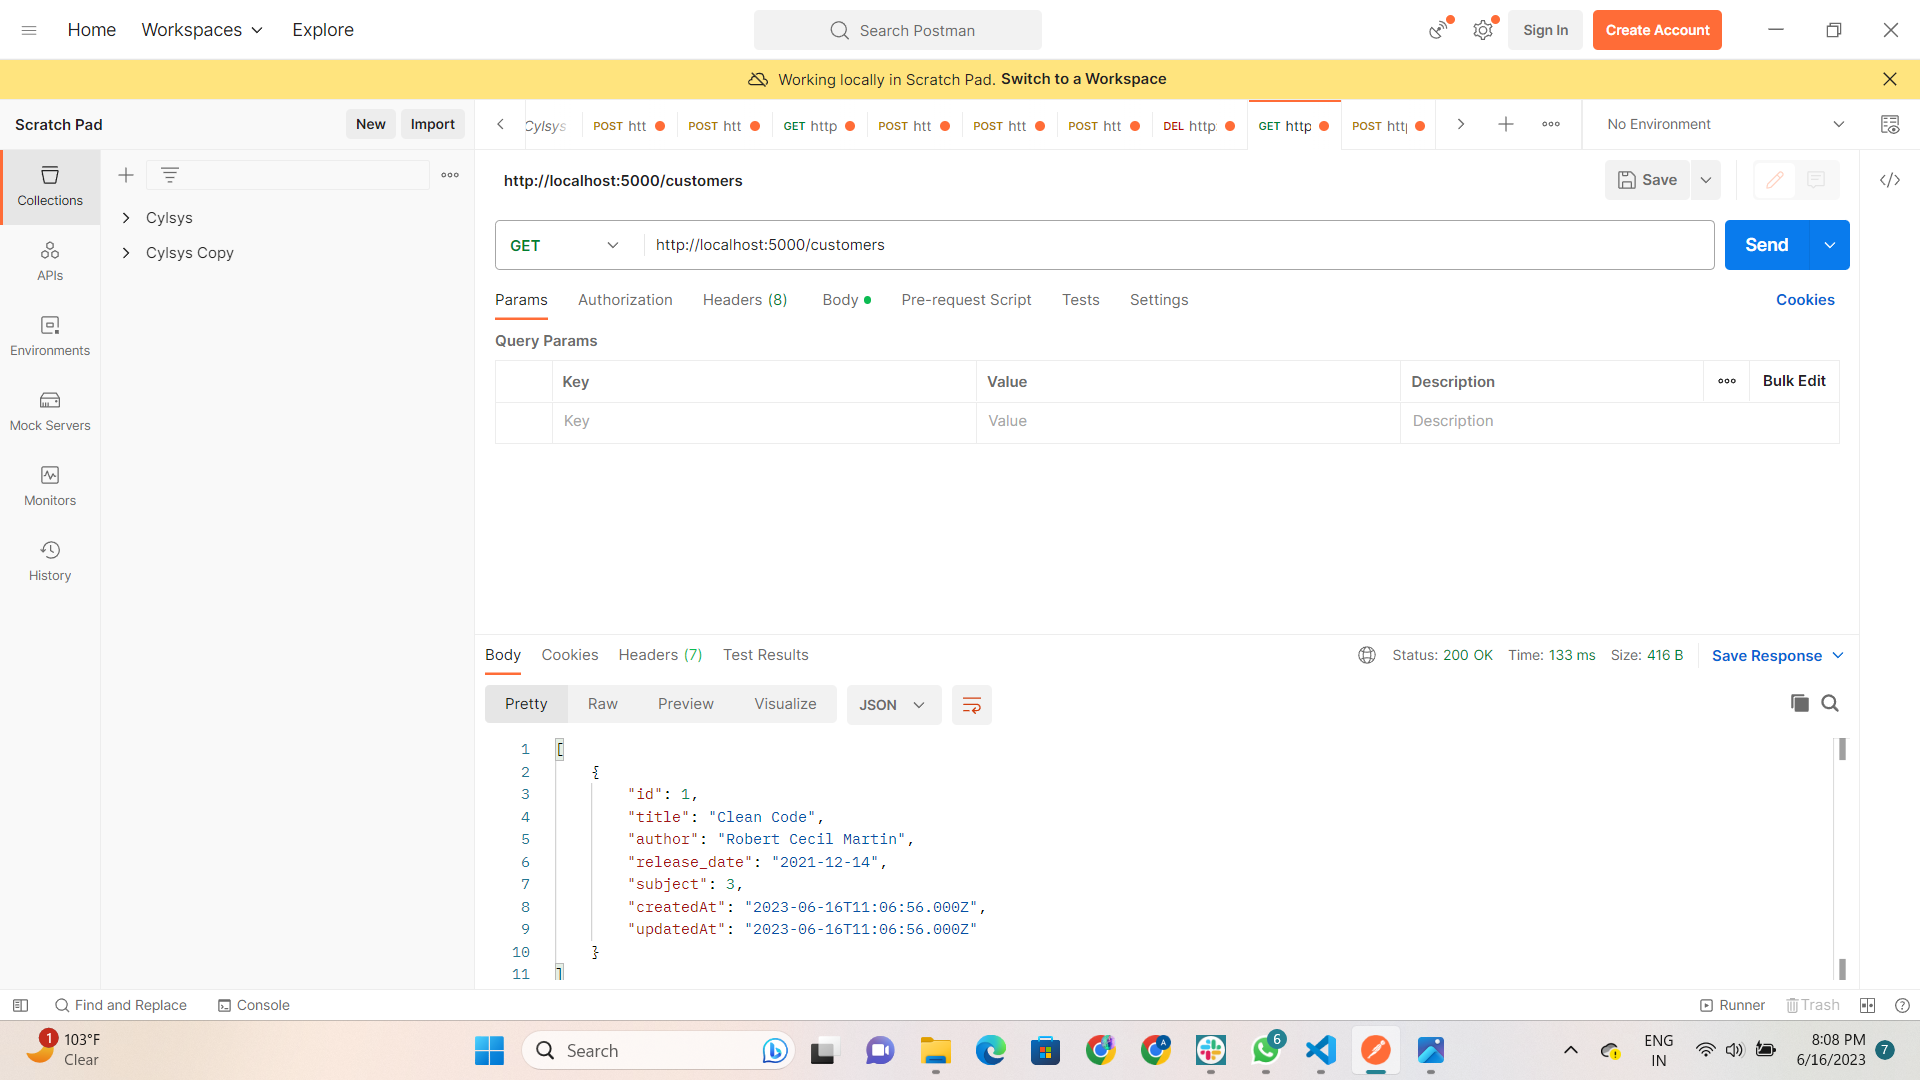 Home Workspaces Explore Search Postman Sign In Create Account
Working locally in Scratch Pad. Switch to a Workspace
Scratch Pad New Import
Cylsys POST htt POST htt GET http POST htt POST htt POST htt DEL http GET http POST htt No Environment
Collections
APIs
Environments
Mock Servers
Monitors
History
Cylsys
Cylsys Copy
http://localhost:5000/customers Save
GET http://localhost:5000/customers Send
Params Authorization Headers (8) Body Pre-request Script Tests Settings Cookies
Query Params
Key Value Description Bulk Edit
Key Value Description
Body Cookies Headers (7) Test Results Status: 200 OK Time: 133 ms Size: 416 B Save Response
Pretty Raw Preview Visualize JSON
1 [
2 {
3 "id": 1,
4 "title": "Clean Code",
5 "author": "Robert Cecil Martin",
6 "release_date": "2021-12-14",
7 "subject": 3,
8 "createdAt": "2023-06-16T11:06:56.000Z",
9 "updatedAt": "2023-06-16T11:06:56.000Z"
10 }
11 ]
Find and Replace Console Runner Trash
1 103°F
Clear
Search
A
6
ENG
IN
8:08 PM
6/16/2023
7